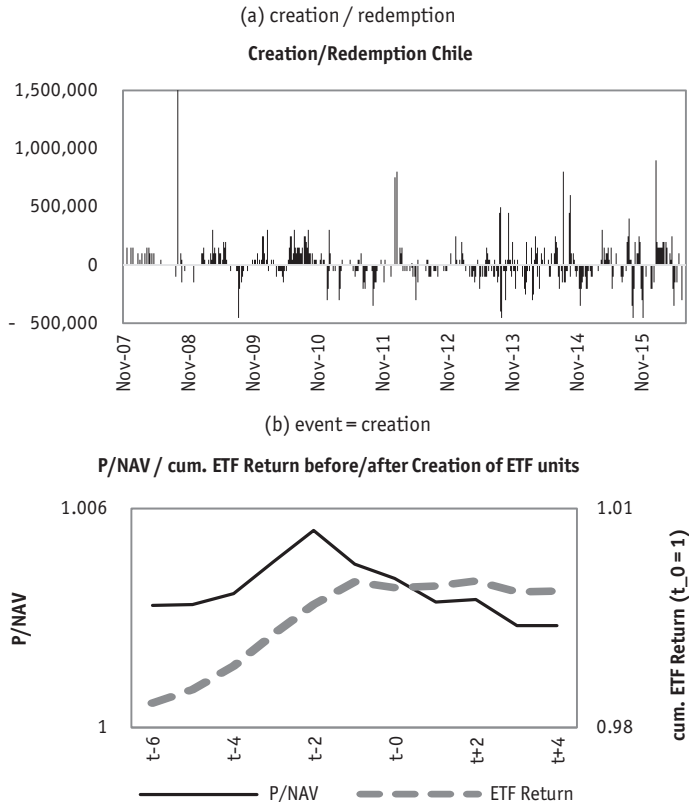 (a) creation / redemption
Creation/Redemption Chile
1,500,000
1,000,000
500,000
0
- 500,000
Nov-07
Nov-08
Nov-09
Nov-10
Nov-11
Nov-12
Nov-13
Nov-14
Nov-15
(b) event = creation
P/NAV / cum. ETF Return before/after Creation of ETF units
1.006
1
P/NAV
1.01
0.98
cum. ETF Return (t_0 = 1)
t-6
t-4
t-2
t-0
t+2
t+4
P/NAV
ETF Return